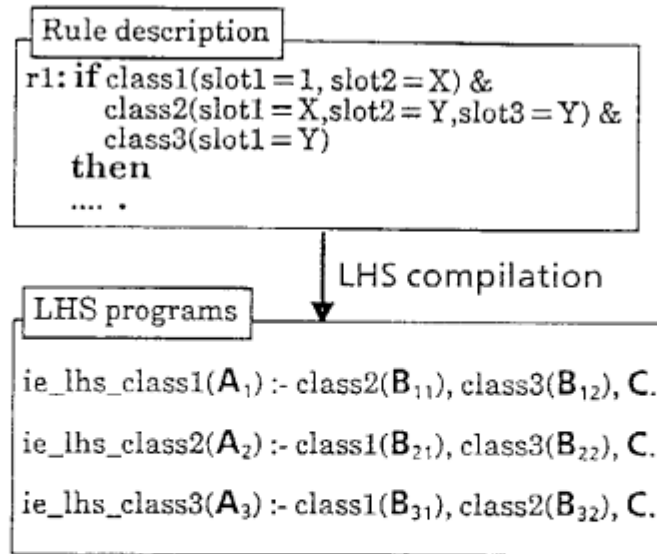 Rule description
r1: if class1(slot1 = 1, slot2 = X) &
class2(slot1 = X,slot2 = Y,slot3 = Y) &
class3(slot1 = Y)
then
.... .
LHS compilation
LHS programs
ie_lhs_class1(A₁) :- class2(B₁₁), class3(B₁₂), C.
ie_lhs_class2(A₂) :- class1(B₂₁), class3(B₂₂), C.
ie_lhs_class3(A₃) :- class1(B₃₁), class2(B₃₂), C.